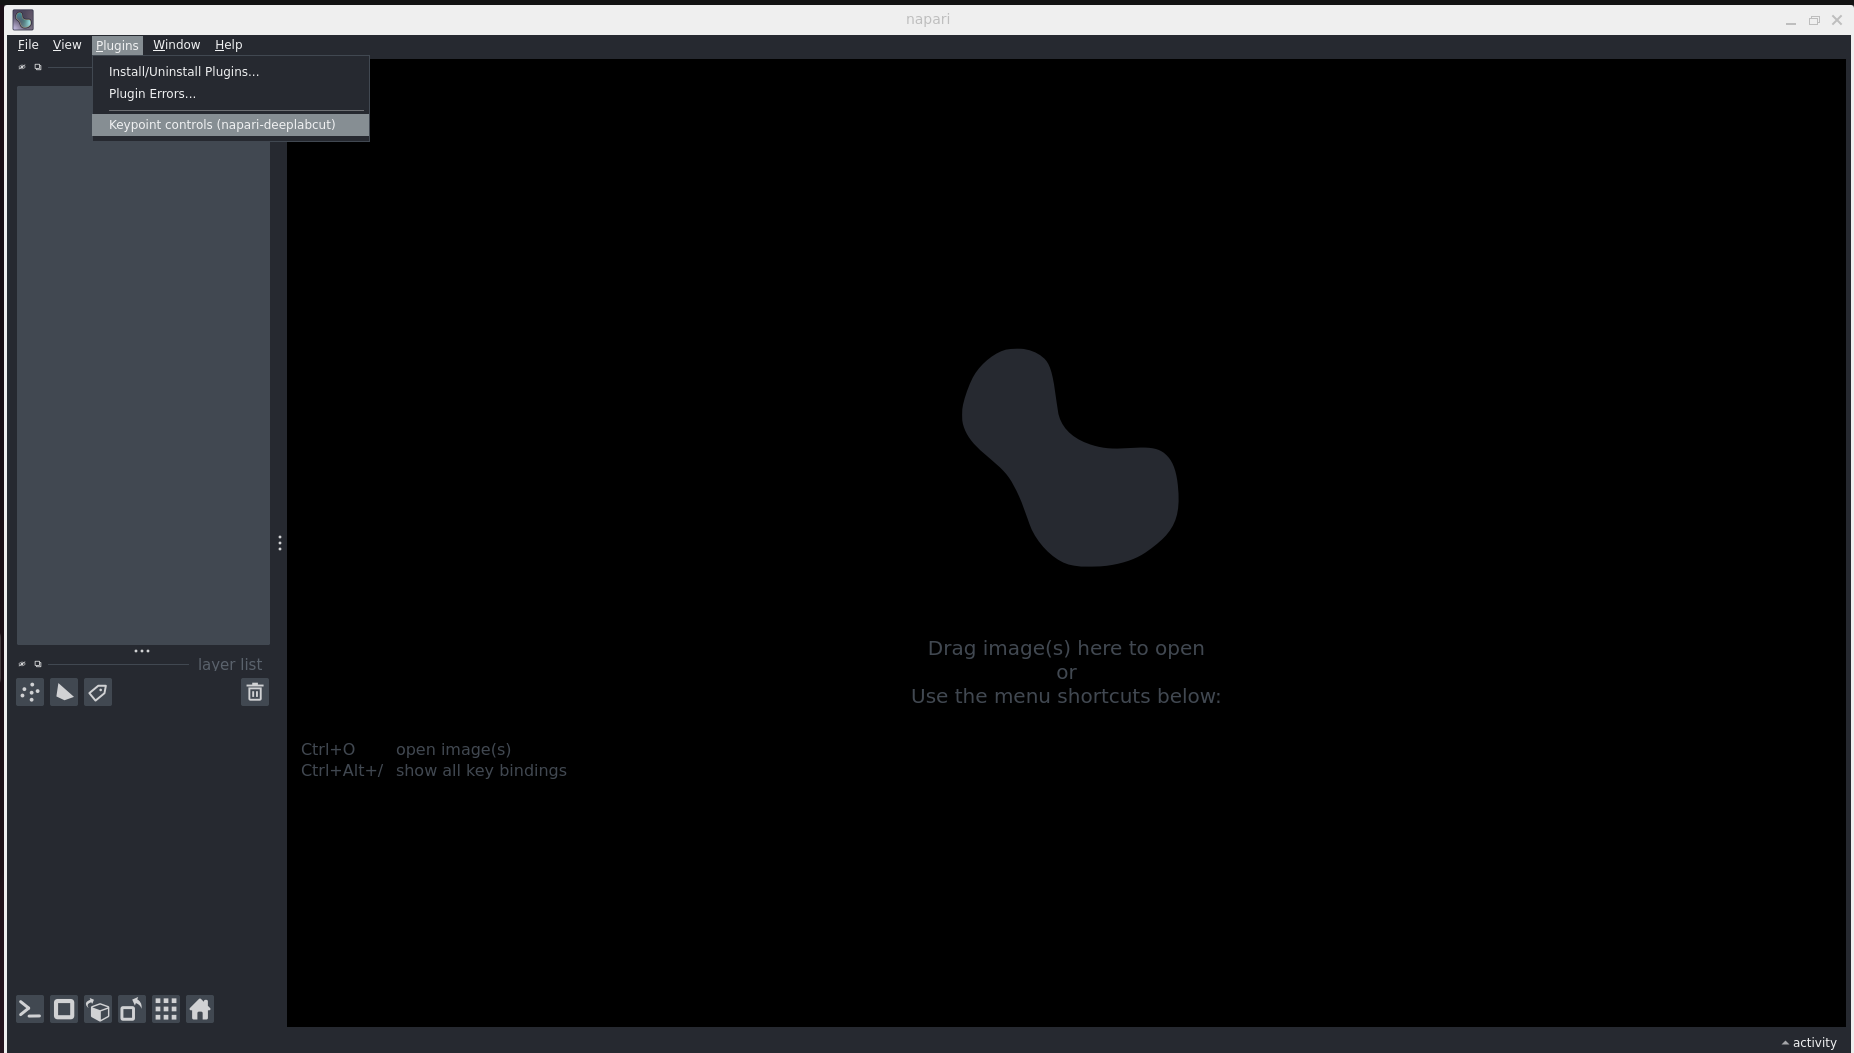 napari
File View Plugins Window Help
Install/Uninstall Plugins...
Plugin Errors...
Keypoint controls (napari-deeplabcut)
layer list
Drag image(s) here to open
or
Use the menu shortcuts below:
Ctrl+O open image(s)
Ctrl+Alt+/ show all key bindings
activity